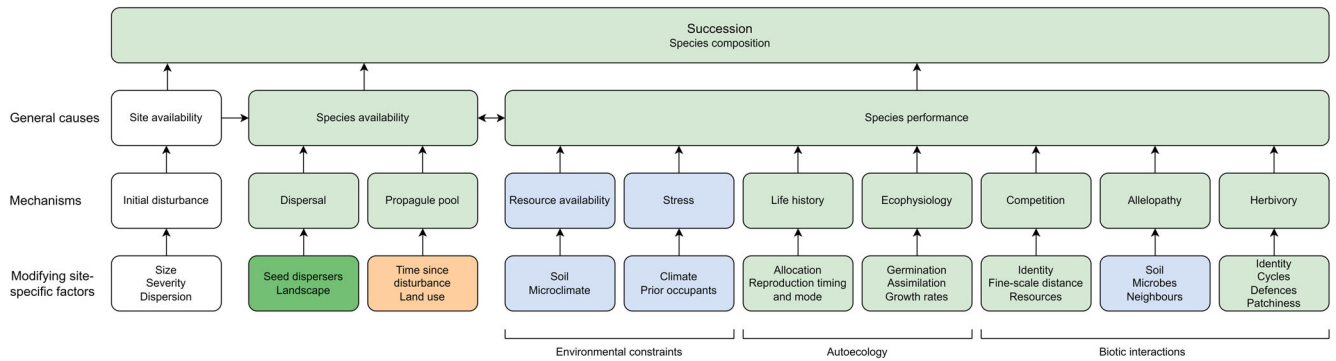 Succession
Species composition
General causes
Site availability
Species availability
Species performance
Mechanisms
Initial disturbance
Dispersal
Propagule pool
Resource availability
Stress
Life history
Ecophysiology
Competition
Allelopathy
Herbivory
Modifying site-
specific factors
Size
Severity
Dispersion
Seed dispersers
Landscape
Time since
disturbance
Land use
Soil
Microclimate
Climate
Prior occupants
Allocation
Reproduction timing
and mode
Germination
Assimilation
Growth rates
Identity
Fine-scale distance
Resources
Soil
Microbes
Neighbours
Identity
Cycles
Defences
Patchiness
Environmental constraints
Autoecology
Biotic interactions